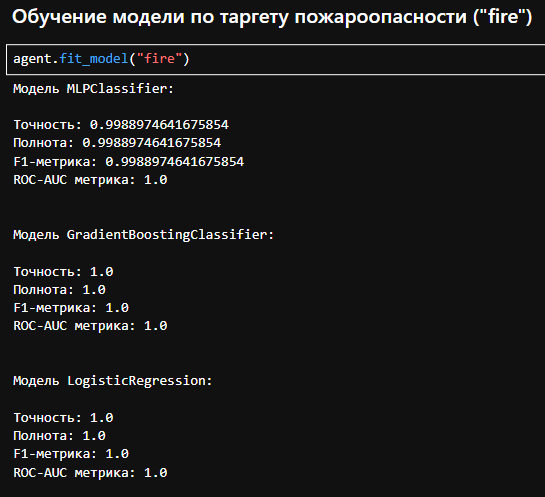 Обучение модели по таргету пожароопасности ("fire")
agent.fit_model("fire")
Модель MLPClassifier:
Точность: 0.9988974641675854
Полнота: 0.9988974641675854
F1-метрика: 0.9988974641675854
ROC-AUC метрика: 1.0
Модель GradientBoostingClassifier:
Точность: 1.0
Полнота: 1.0
F1-метрика: 1.0
ROC-AUC метрика: 1.0
Модель LogisticRegression:
Точность: 1.0
Полнота: 1.0
F1-метрика: 1.0
ROC-AUC метрика: 1.0